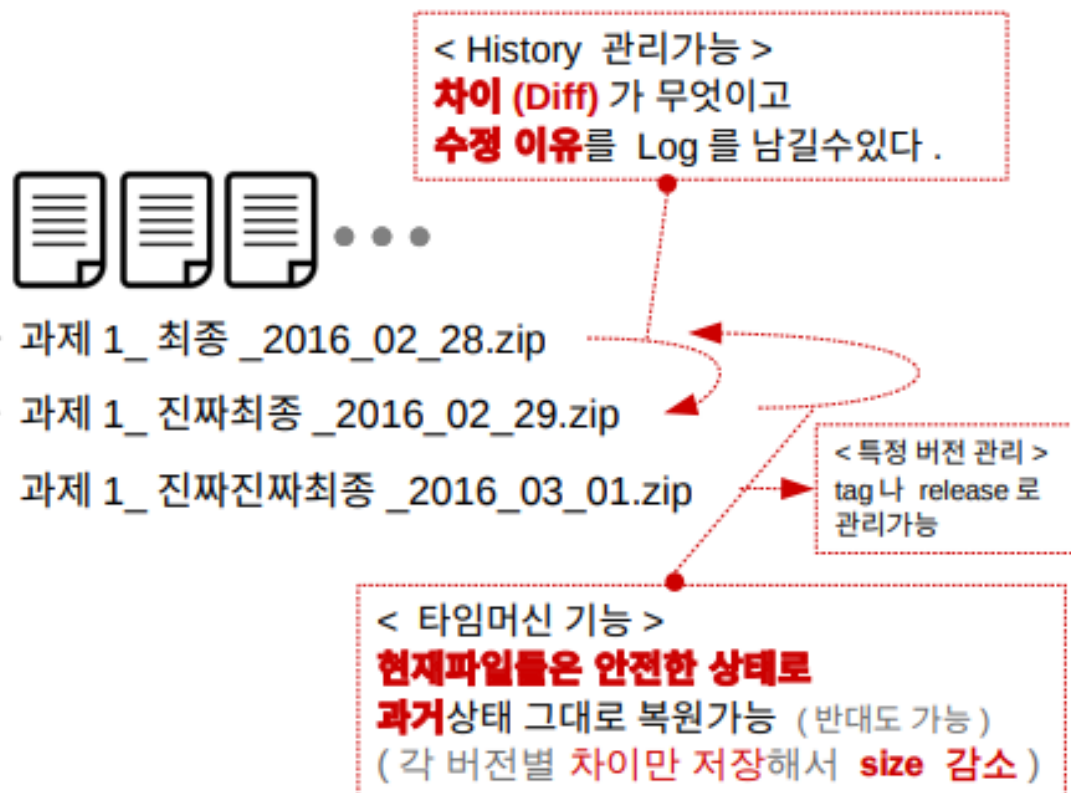 < History 관리가능 >
차이 (Diff) 가 무엇이고
수정 이유를 Log 를 남길수있다 .
과제 1_ 최종 _2016_02_28.zip
과제 1_ 진짜최종 _2016_02_29.zip
과제 1_ 진짜진짜최종 _2016_03_01.zip
< 특정 버전 관리 >
tag 나 release 로
관리가능
< 타임머신 기능 >
현재파일들은 안전한 상태로
과거상태 그대로 복원가능 ( 반대도 가능 )
( 각 버전별 차이만 저장해서 size 감소 )